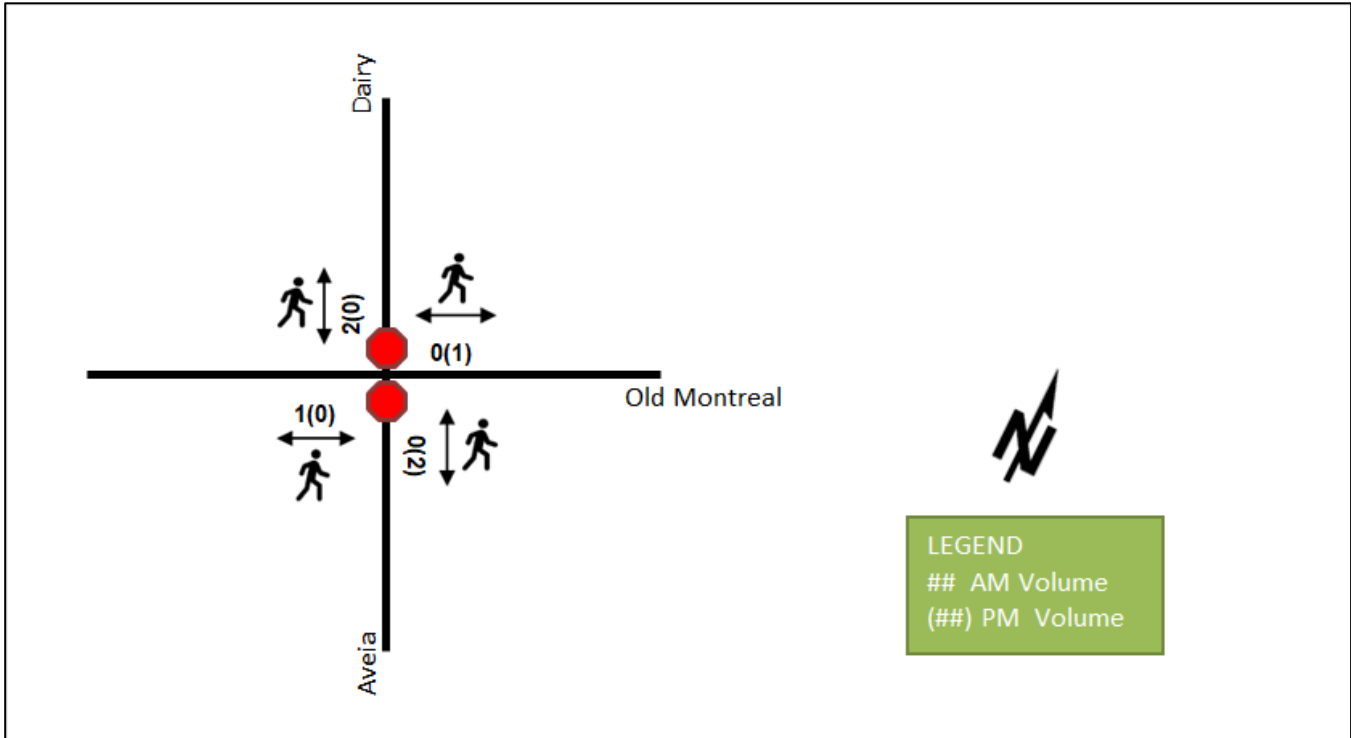 Dairy
2(0)
0(1)
Old Montreal
1(0)
0(2)
Aveia
N
LEGEND
## AM Volume
(##) PM Volume